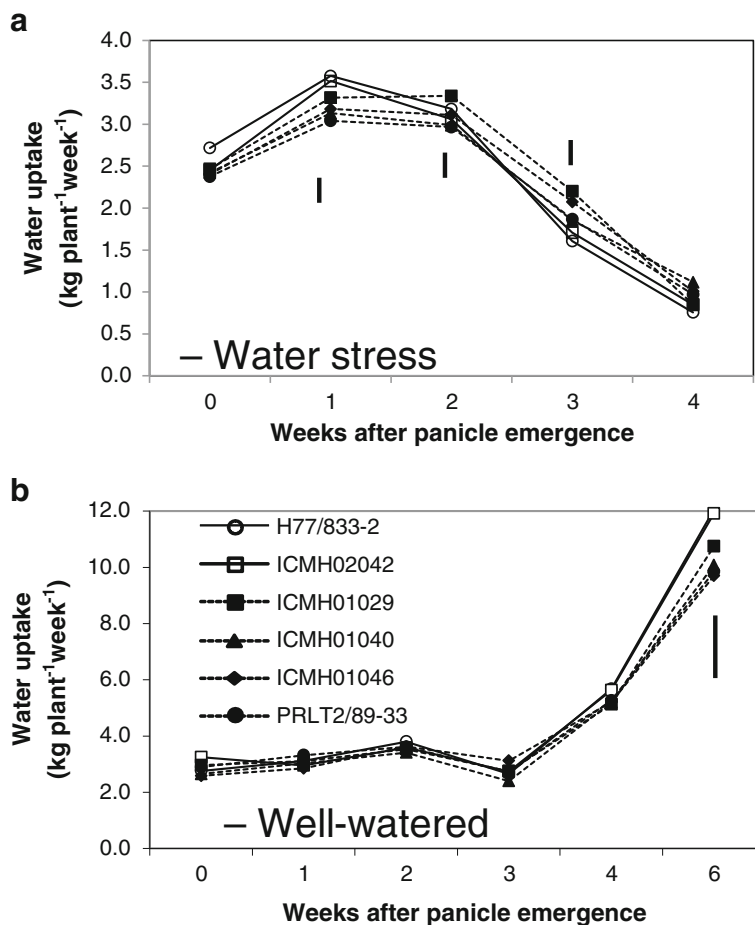 a
4.0
3.5
3.0
2.5
2.0
1.5
1.0
0.5
0.0
Water uptake
(kg plant⁻¹week⁻¹)
– Water stress
0 1 2 3 4
Weeks after panicle emergence
b
12.0
10.0
8.0
6.0
4.0
2.0
0.0
Water uptake
(kg plant⁻¹week⁻¹)
H77/833-2
ICMH02042
ICMH01029
ICMH01040
ICMH01046
PRLT2/89-33
– Well-watered
0 1 2 3 4 6
Weeks after panicle emergence